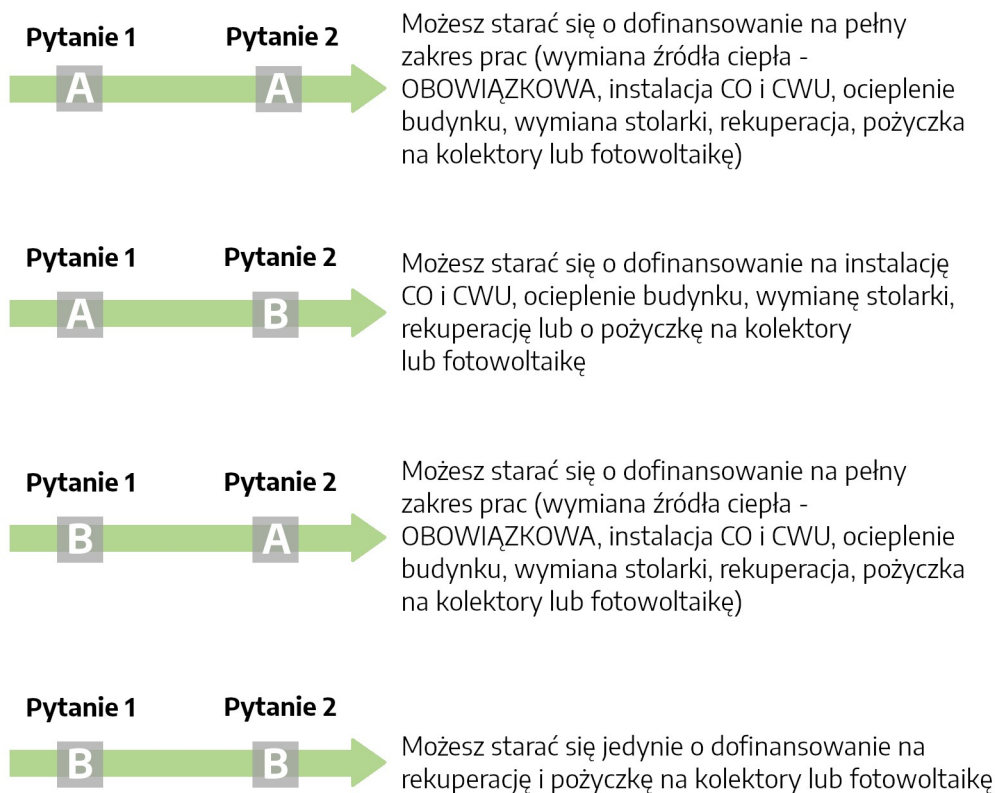 Pytanie 1 Pytanie 2
A A
Możesz starać się o dofinansowanie na pełny
zakres prac (wymiana źródła ciepła -
OBOWIĄZKOWA, instalacja CO i CWU, ocieplenie
budynku, wymiana stolarki, rekuperacja, pożyczka
na kolektory lub fotowoltaikę)
Pytanie 1 Pytanie 2
A B
Możesz starać się o dofinansowanie na instalację
CO i CWU, ocieplenie budynku, wymianę stolarki,
rekuperację lub o pożyczkę na kolektory
lub fotowoltaikę
Pytanie 1 Pytanie 2
B A
Możesz starać się o dofinansowanie na pełny
zakres prac (wymiana źródła ciepła -
OBOWIĄZKOWA, instalacja CO i CWU, ocieplenie
budynku, wymiana stolarki, rekuperacja, pożyczka
na kolektory lub fotowoltaikę)
Pytanie 1 Pytanie 2
B B
Możesz starać się jedynie o dofinansowanie na
rekuperację i pożyczkę na kolektory lub fotowoltaikę